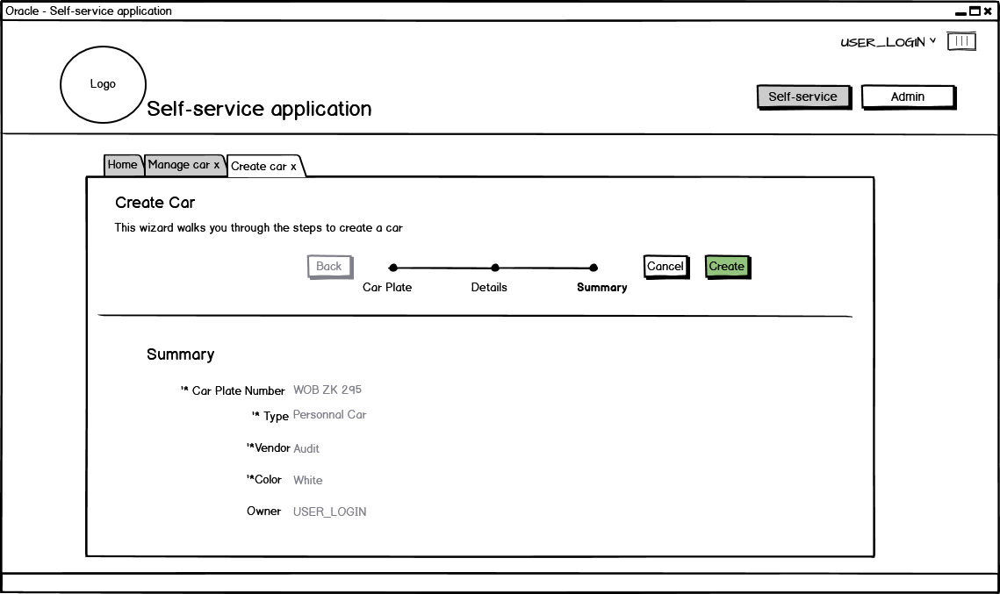 Oracle - Self-service application
USER_LOGIN
Logo
Self-service application
Self-service
Admin
Home
Manage car x
Create car x
Create Car
This wizard walks you through the steps to create a car
Back
Cancel
Create
Car Plate
Details
Summary
Summary
'* Car Plate Number WOB ZK 295
'* Type Personnal Car
'*Vendor Audit
'*Color White
Owner USER_LOGIN